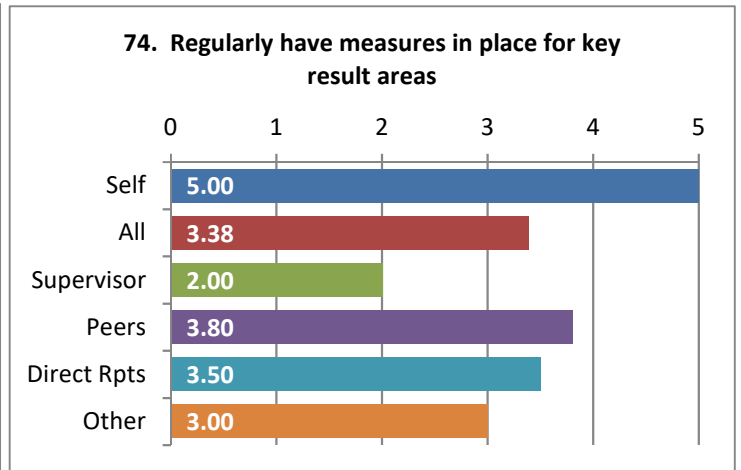 74. Regularly have measures in place for key
result areas
0 1 2 3 4 5
Self 5.00
All 3.38
Supervisor 2.00
Peers 3.80
Direct Rpts 3.50
Other 3.00